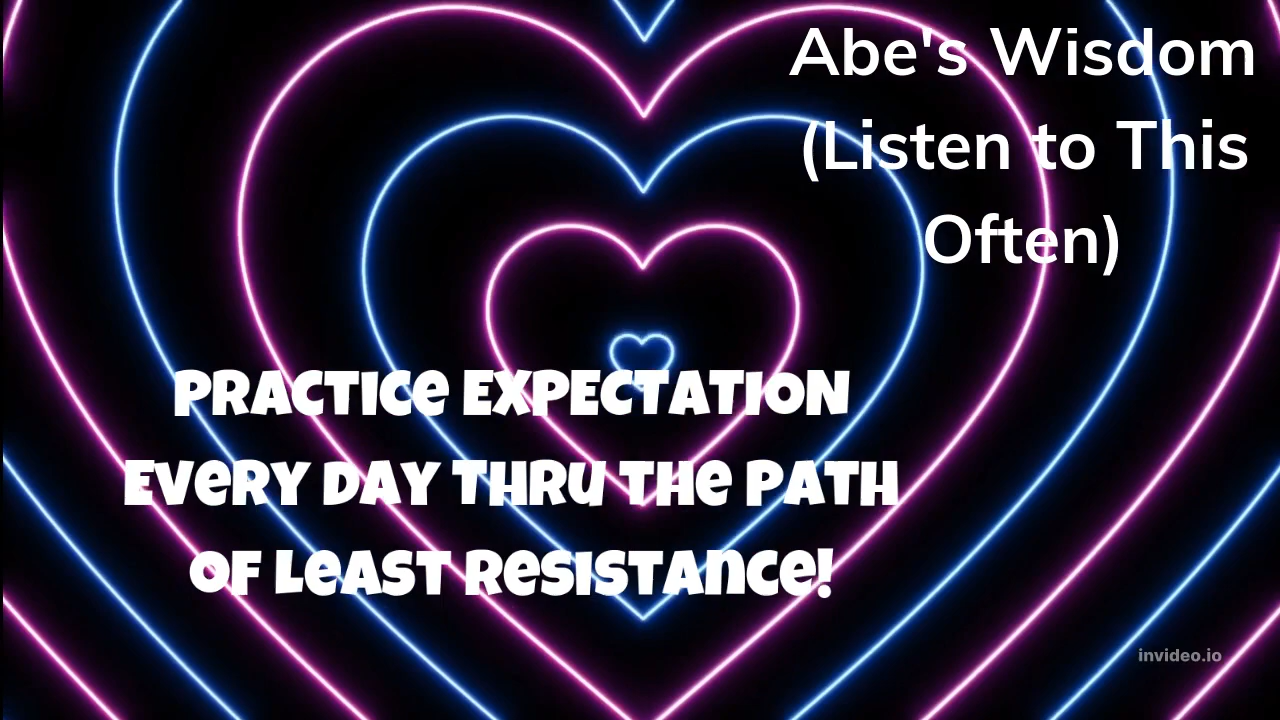 Abe's Wisdom
(Listen to This
Often)
PRACTICE EXPECTATION
EVERY DAY THRU THE PATH
OF LEAST RESISTANCE!
invideo.io